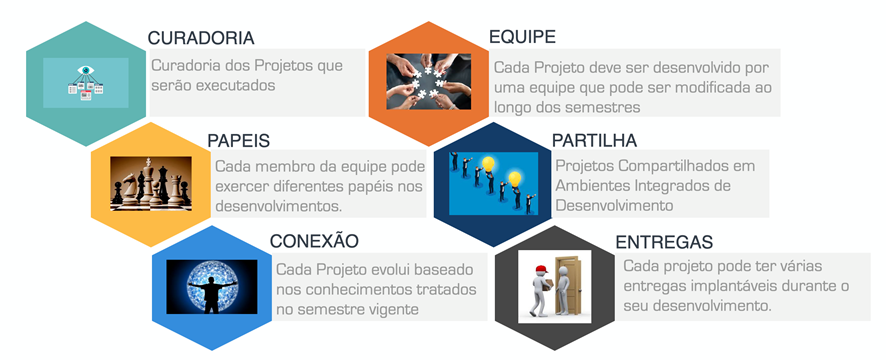 CURADORIA
Curadoria dos Projetos que
serão executados
EQUIPE
Cada Projeto deve ser desenvolvido por
uma equipe que pode ser modificada ao
longo dos semestres
PAPEIS
Cada membro da equipe pode
exercer diferentes papéis nos
desenvolvimentos.
PARTILHA
Projetos Compartilhados em
Ambientes Integrados de
Desenvolvimento
CONEXÃO
Cada Projeto evolui baseado
nos conhecimentos tratados
no semestre vigente
ENTREGAS
Cada projeto pode ter várias
entregas implantáveis durante o
seu desenvolvimento.